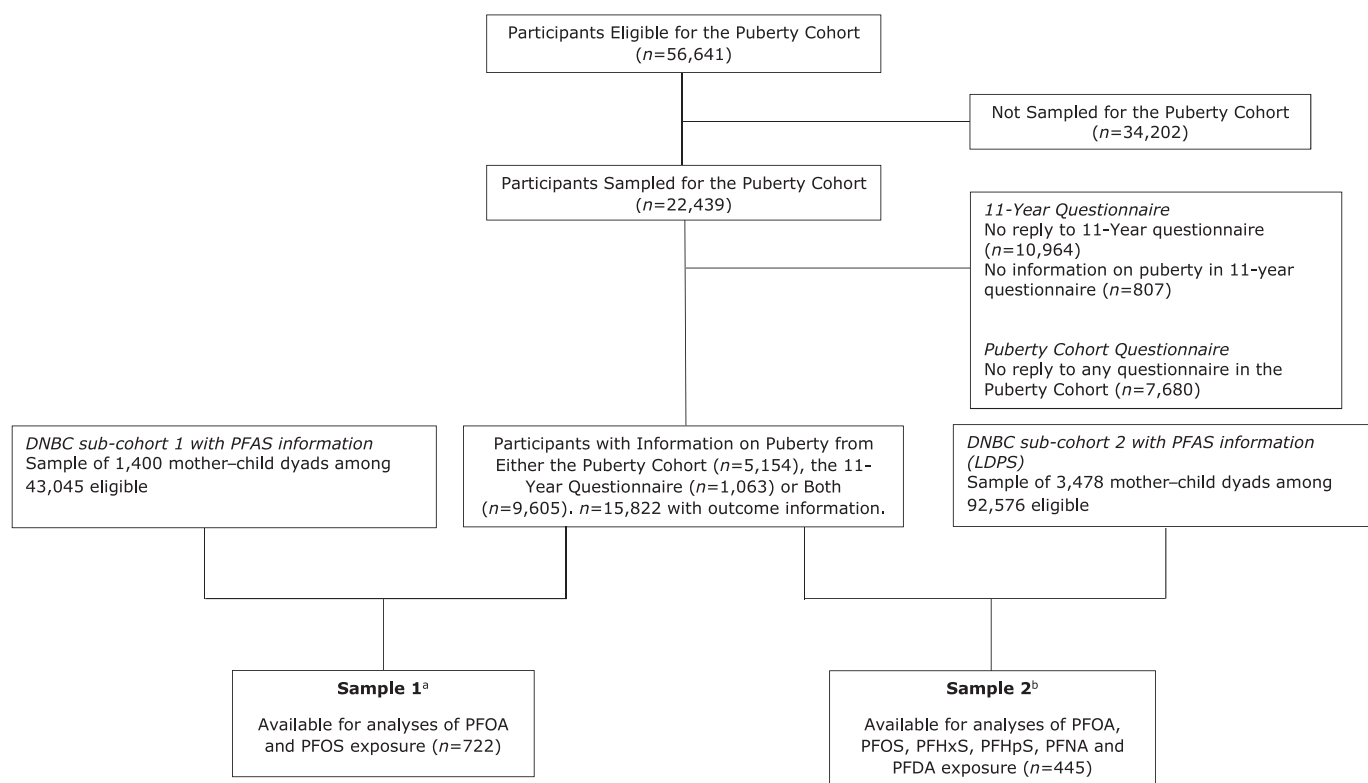 Participants Eligible for the Puberty Cohort
(n=56,641)
Not Sampled for the Puberty Cohort
(n=34,202)
Participants Sampled for the Puberty Cohort
(n=22,439)
11-Year Questionnaire
No reply to 11-Year questionnaire
(n=10,964)
No information on puberty in 11-year
questionnaire (n=807)
Puberty Cohort Questionnaire
No reply to any questionnaire in the
Puberty Cohort (n=7,680)
DNBC sub-cohort 1 with PFAS information
Sample of 1,400 mother–child dyads among
43,045 eligible
Participants with Information on Puberty from
Either the Puberty Cohort (n=5,154), the 11-
Year Questionnaire (n=1,063) or Both
(n=9,605). n=15,822 with outcome information.
DNBC sub-cohort 2 with PFAS information
(LDPS)
Sample of 3,478 mother–child dyads among
92,576 eligible
Sample 1ᵃ
Available for analyses of PFOA
and PFOS exposure (n=722)
Sample 2ᵇ
Available for analyses of PFOA,
PFOS, PFHxS, PFHpS, PFNA and
PFDA exposure (n=445)